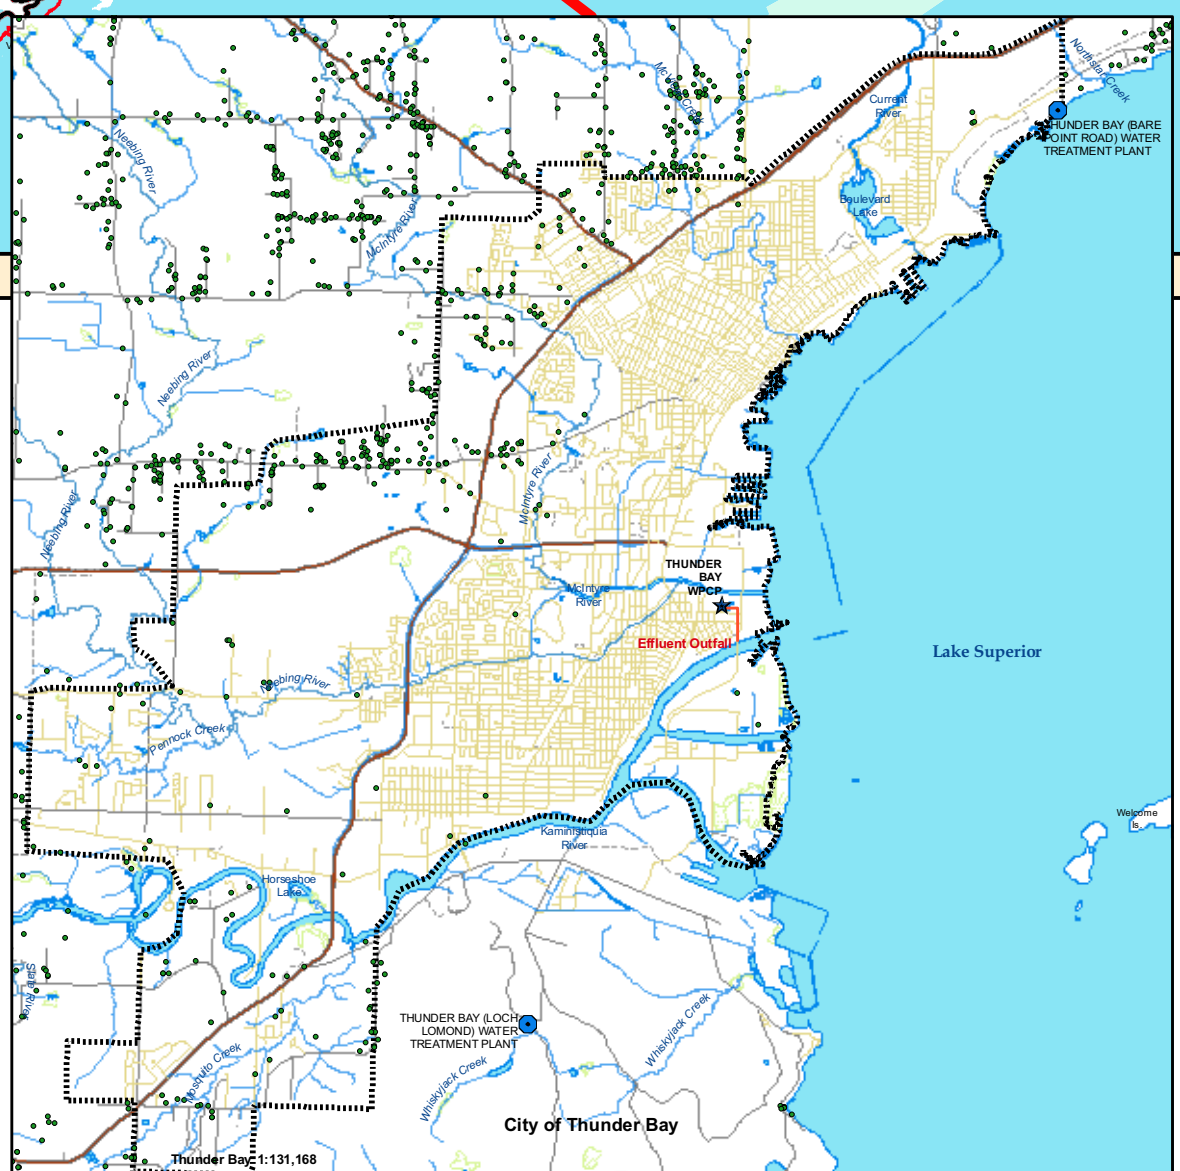 Northstar Creek
McVicar Creek
Current
River
THUNDER BAY (BARE
POINT ROAD) WATER
TREATMENT PLANT
Neebing River
Boulevard
Lake
McIntyre River
Neebing River
McIntyre River
Neebing River
THUNDER
BAY
WPCP
McIntyre
River
Effluent Outfall
Lake Superior
Neebing River
Pennock Creek
Welcome
Is.
Kaministiquia
River
Horseshoe
Lake
Slate River
THUNDER BAY (LOCH
LOMOND) WATER
TREATMENT PLANT
Whiskyjack Creek
Mosquito Creek
Whiskyjack Creek
City of Thunder Bay
Thunder Bay 1:131,168